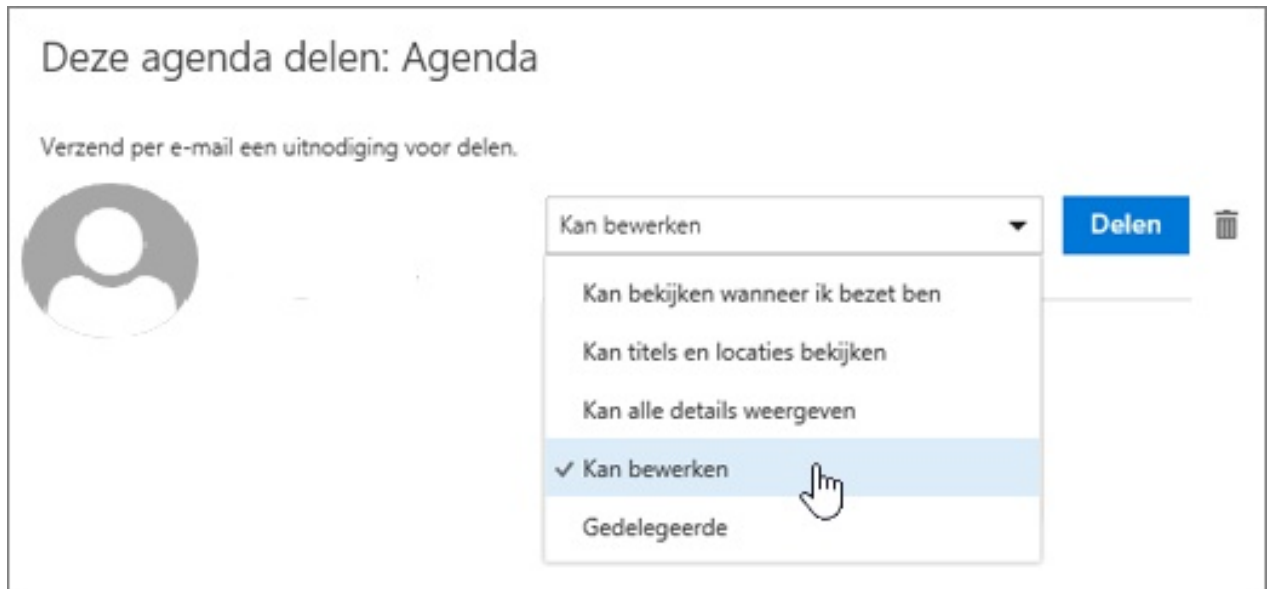 Deze agenda delen: Agenda
Verzend per e-mail een uitnodiging voor delen.
Kan bewerken
Delen
Kan bekijken wanneer ik bezet ben
Kan titels en locaties bekijken
Kan alle details weergeven
Kan bewerken
Gedelegeerde